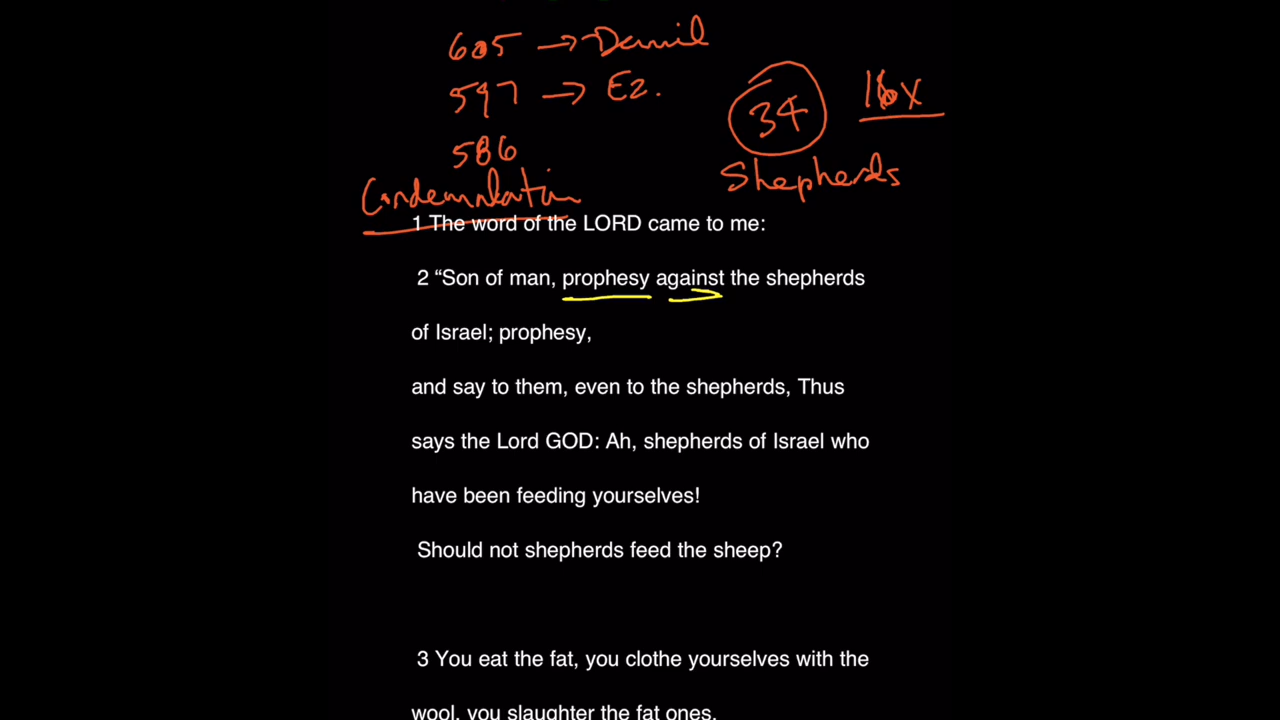 605 → Daniel
597 → Ez.
34 16x
586
Shepherds
Condemnation
1 The word of the LORD came to me:
2 “Son of man, prophesy against the shepherds
of Israel; prophesy,
and say to them, even to the shepherds, Thus
says the Lord GOD: Ah, shepherds of Israel who
have been feeding yourselves!
Should not shepherds feed the sheep?
3 You eat the fat, you clothe yourselves with the
wool, you slaughter the fat ones,